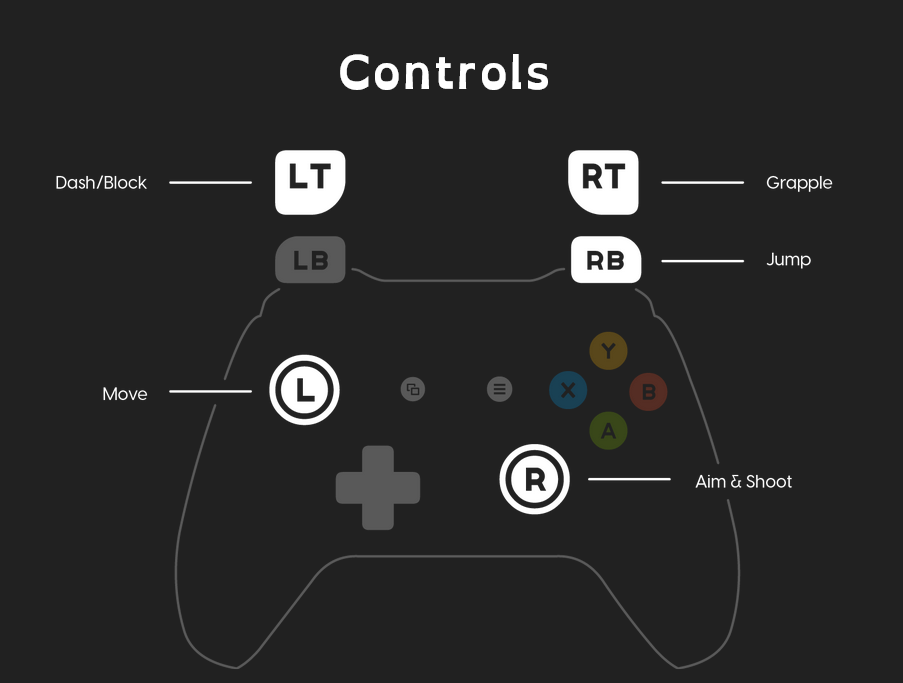 Controls
Dash/Block
LT
RT
Grapple
LB
RB
Jump
Y
Move
L
X
B
A
R
Aim & Shoot